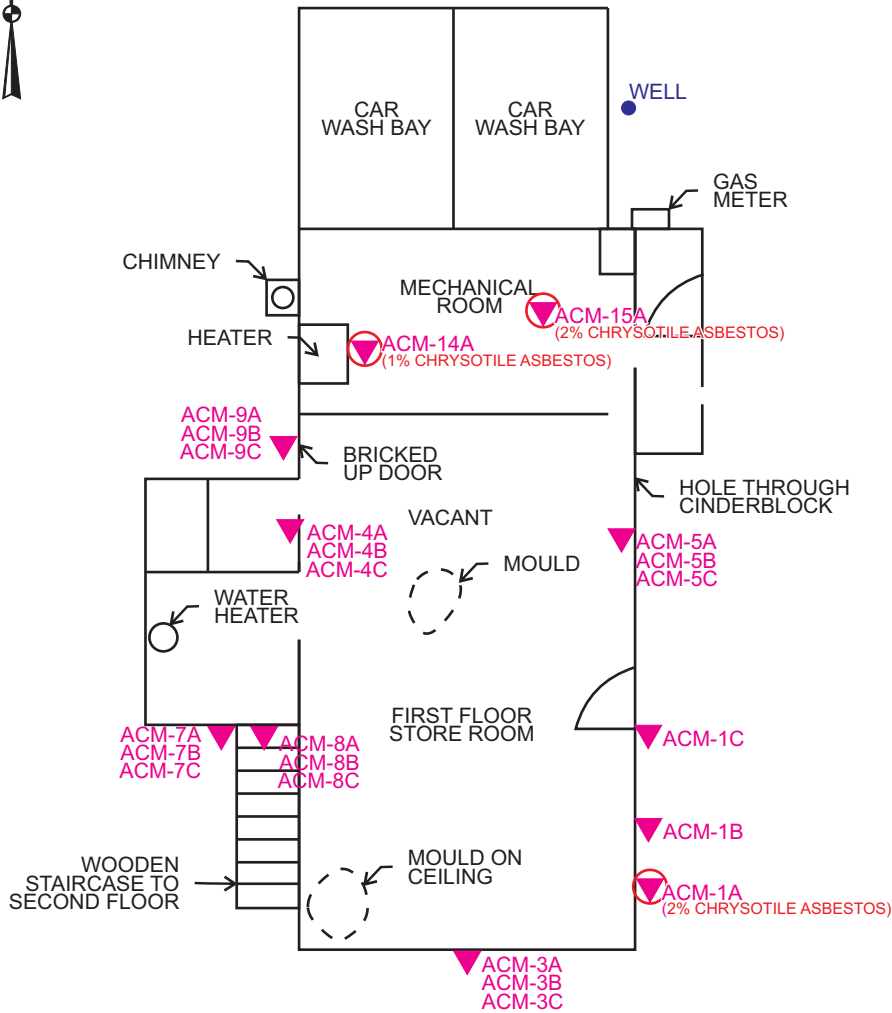 CAR
WASH BAY
CAR
WASH BAY
WELL
GAS
METER
CHIMNEY
MECHANICAL
ROOM
ACM-15A
(2% CHRYSOTILE ASBESTOS)
HEATER
ACM-14A
(1% CHRYSOTILE ASBESTOS)
ACM-9A
ACM-9B
ACM-9C
BRICKED
UP DOOR
HOLE THROUGH
CINDERBLOCK
VACANT
ACM-4A
ACM-4B
ACM-4C
ACM-5A
ACM-5B
ACM-5C
MOULD
WATER
HEATER
FIRST FLOOR
STORE ROOM
ACM-7A
ACM-7B
ACM-7C
ACM-8A
ACM-8B
ACM-8C
ACM-1C
ACM-1B
WOODEN
STAIRCASE TO
SECOND FLOOR
MOULD ON
CEILING
ACM-1A
(2% CHRYSOTILE ASBESTOS)
ACM-3A
ACM-3B
ACM-3C